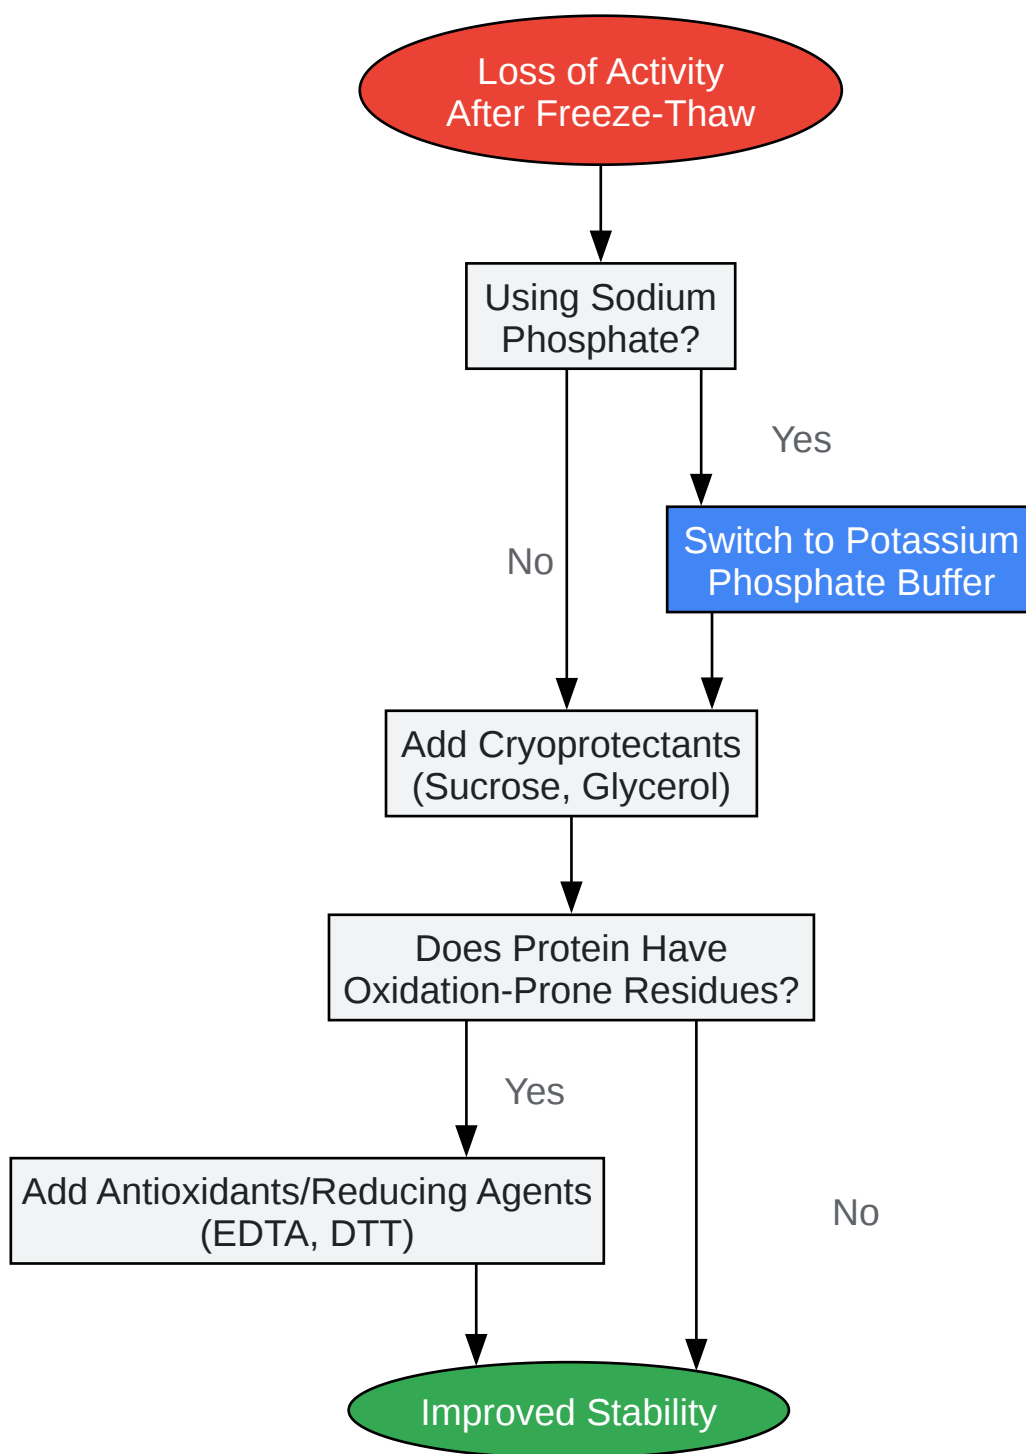 Loss of Activity
After Freeze-Thaw
Using Sodium
Phosphate?
Yes
Switch to Potassium
Phosphate Buffer
No
Add Cryoprotectants
(Sucrose, Glycerol)
Does Protein Have
Oxidation-Prone Residues?
Yes
Add Antioxidants/Reducing Agents
(EDTA, DTT)
No
Improved Stability